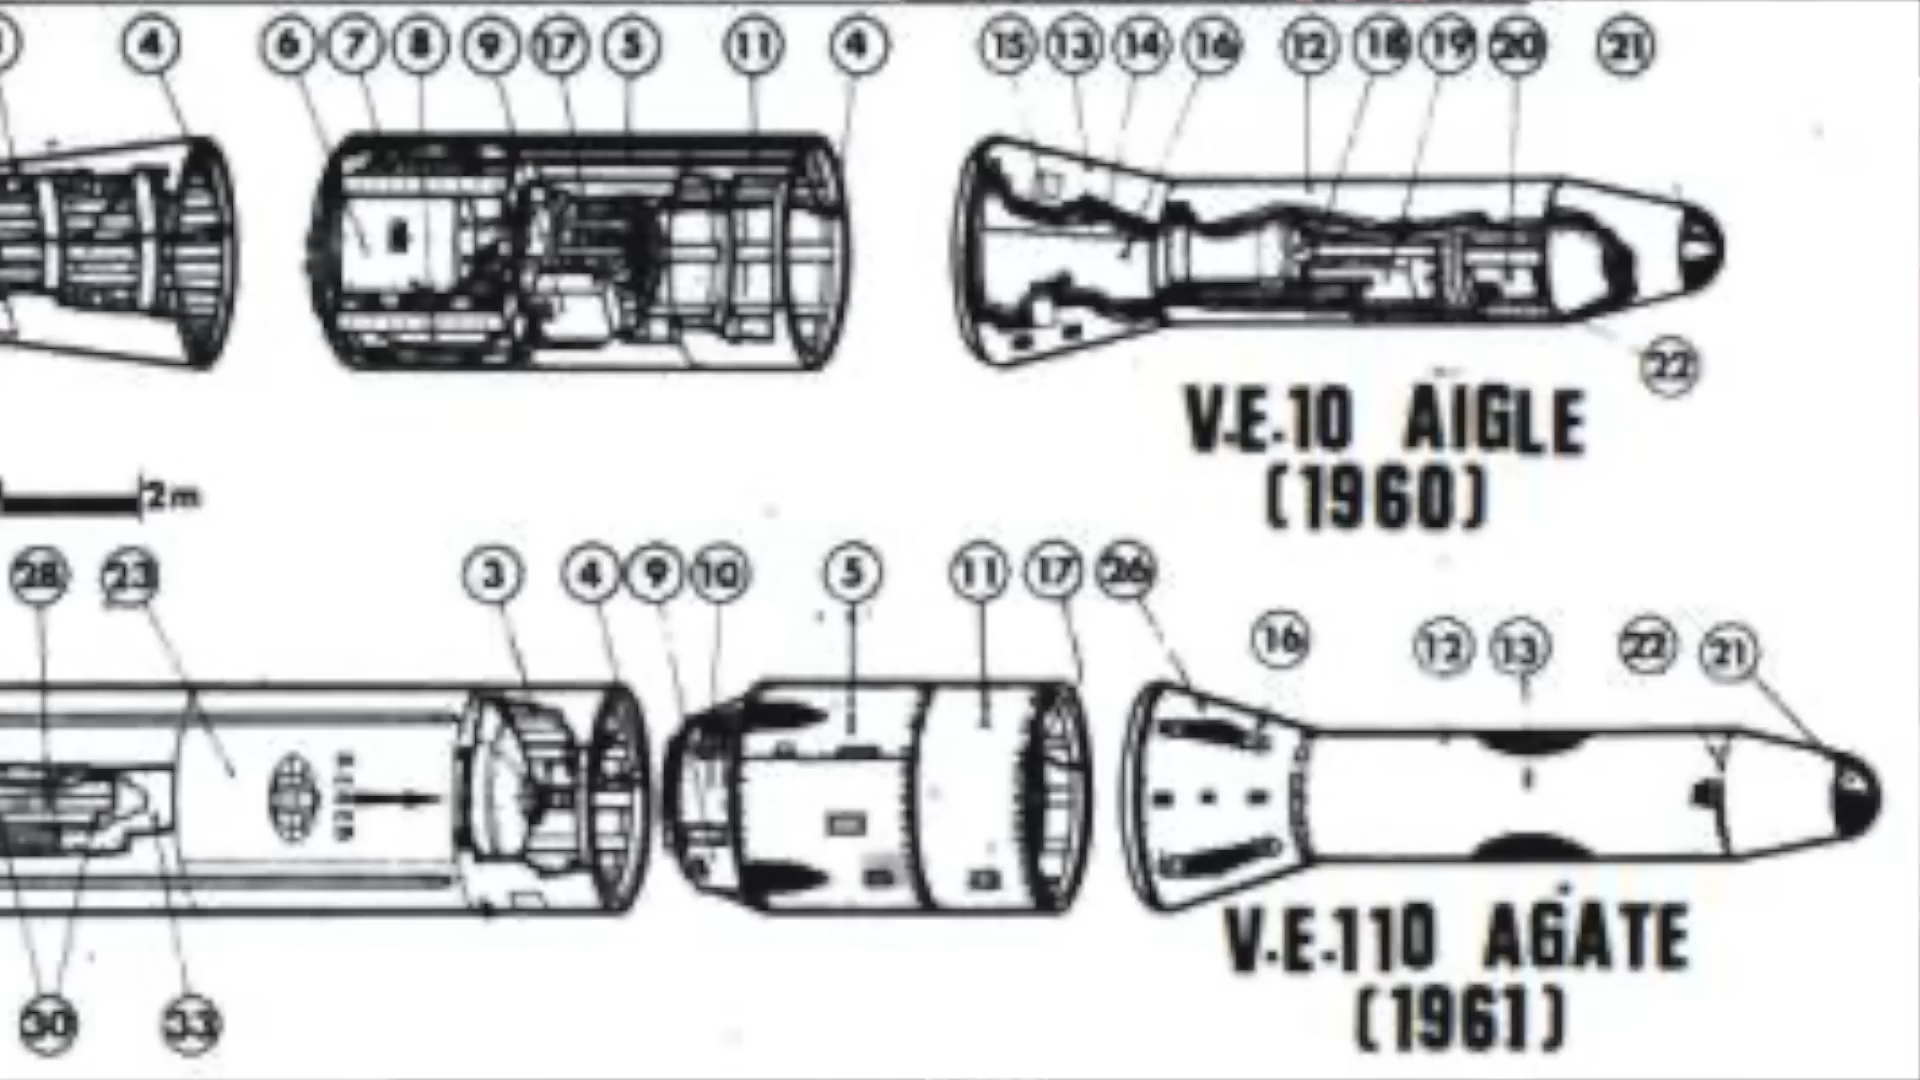 4 6 7 8 9 17 5 11 4 15 13 14 16 12 18 19 20 21
22
V.E.10 AIGLE
(1960)
2m
28 23 3 4 9 10 5 11 17 26
16 12 13 22 21
V.E.110 AGATE
(1961)
30 33